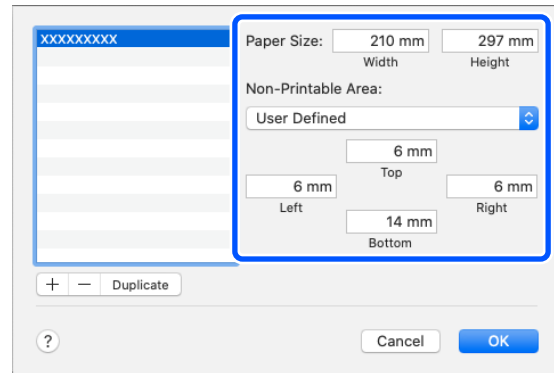 XXXXXXXXX
Paper Size: 210 mm 297 mm
Width Height
Non-Printable Area:
User Defined
6 mm
Top
6 mm 6 mm
Left Right
14 mm
Bottom
+ − Duplicate
? Cancel OK